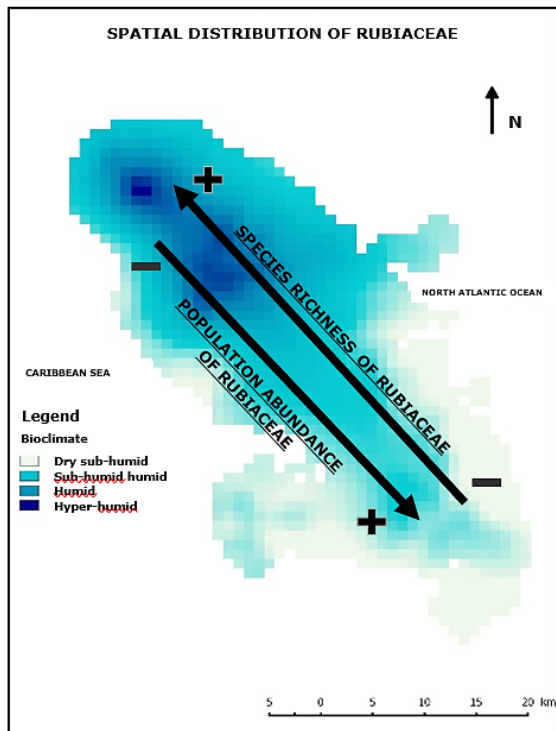 SPATIAL DISTRIBUTION OF RUBIACEAE
N
+
SPECIES RICHNESS OF RUBIACEAE
−
NORTH ATLANTIC OCEAN
POPULATION ABUNDANCE
OF RUBIACEAE
CARIBBEAN SEA
Legend
Bioclimate
Dry sub-humid
Sub-humid humid
Humid
Hyper-humid
−
+
5 0 5 10 15 20 km